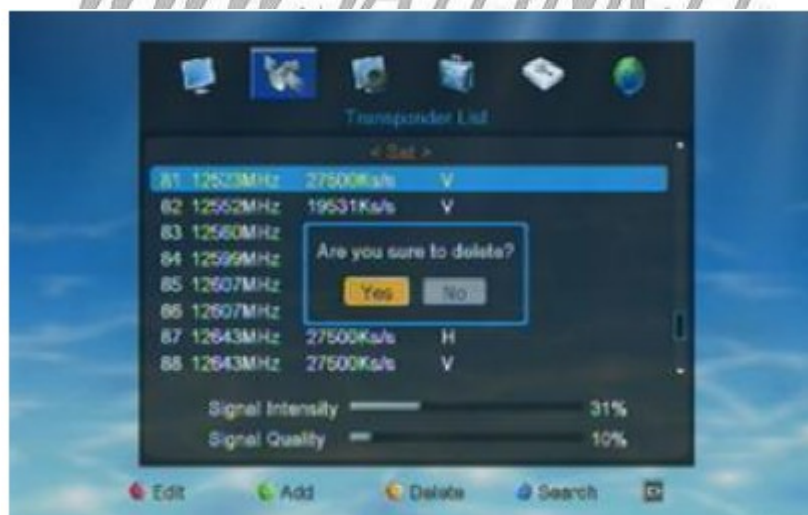 Transponder List
< Sat >
81 12523MHz 27500Ks/s V
82 12552MHz 19531Ks/s V
83 12560MHz
84 12599MHz
85 12607MHz
86 12607MHz
87 12643MHz 27500Ks/s H
88 12643MHz 27500Ks/s V
Are you sure to delete?
Yes No
Signal Intensity 31%
Signal Quality 10%
Edit Add Delete Search